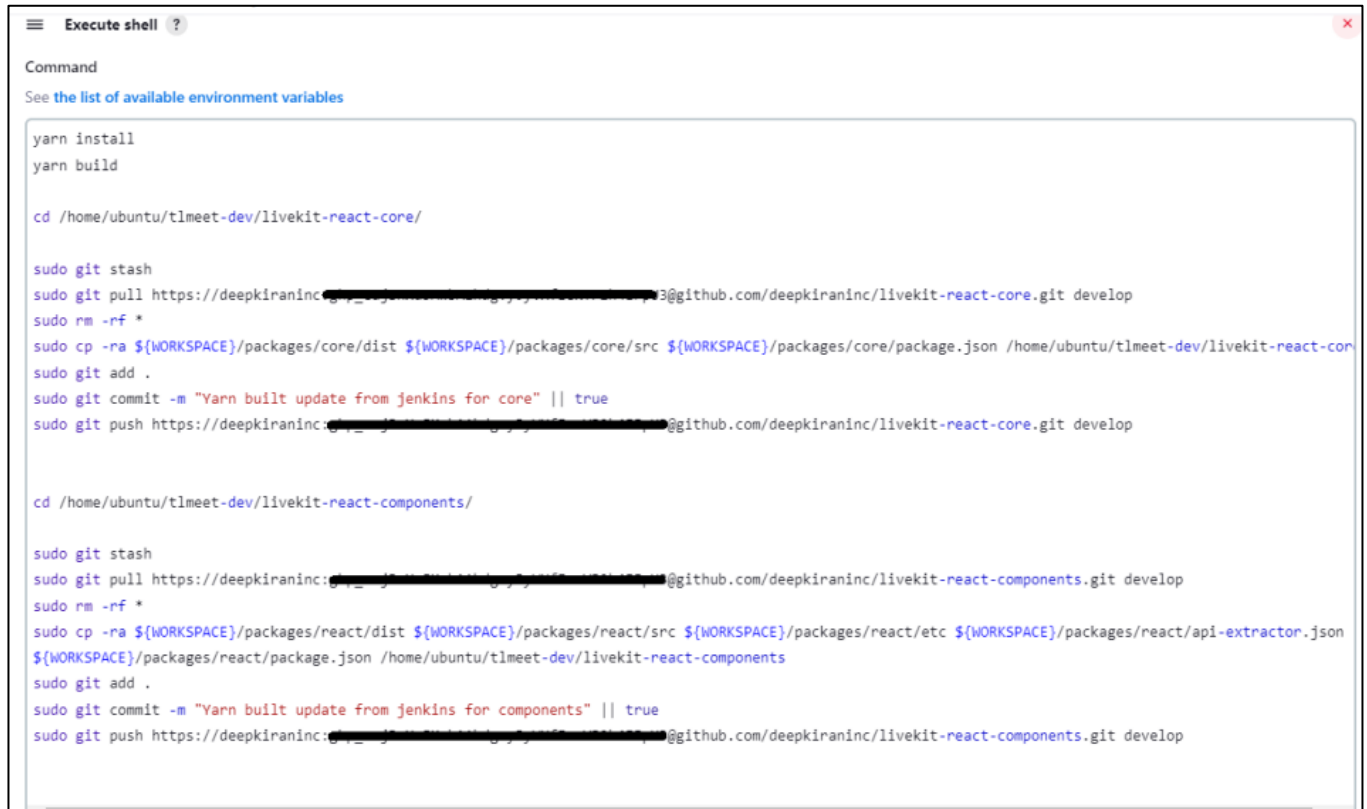 Execute shell ?
Command
See the list of available environment variables
yarn install
yarn build
cd /home/ubuntu/tlmeet-dev/livekit-react-core/
sudo git stash
sudo git pull https://deepkiraninc @github.com/deepkiraninc/livekit-react-core.git develop
sudo rm -rf *
sudo cp -ra ${WORKSPACE}/packages/core/dist ${WORKSPACE}/packages/core/src ${WORKSPACE}/packages/core/package.json /home/ubuntu/tlmeet-dev/livekit-react-cor
sudo git add .
sudo git commit -m "Yarn built update from jenkins for core" || true
sudo git push https://deepkiraninc: @github.com/deepkiraninc/livekit-react-core.git develop
cd /home/ubuntu/tlmeet-dev/livekit-react-components/
sudo git stash
sudo git pull https://deepkiraninc: @github.com/deepkiraninc/livekit-react-components.git develop
sudo rm -rf *
sudo cp -ra ${WORKSPACE}/packages/react/dist ${WORKSPACE}/packages/react/src ${WORKSPACE}/packages/react/etc ${WORKSPACE}/packages/react/api-extractor.json
${WORKSPACE}/packages/react/package.json /home/ubuntu/tlmeet-dev/livekit-react-components
sudo git add .
sudo git commit -m "Yarn built update from jenkins for components" || true
sudo git push https://deepkiraninc: @github.com/deepkiraninc/livekit-react-components.git develop